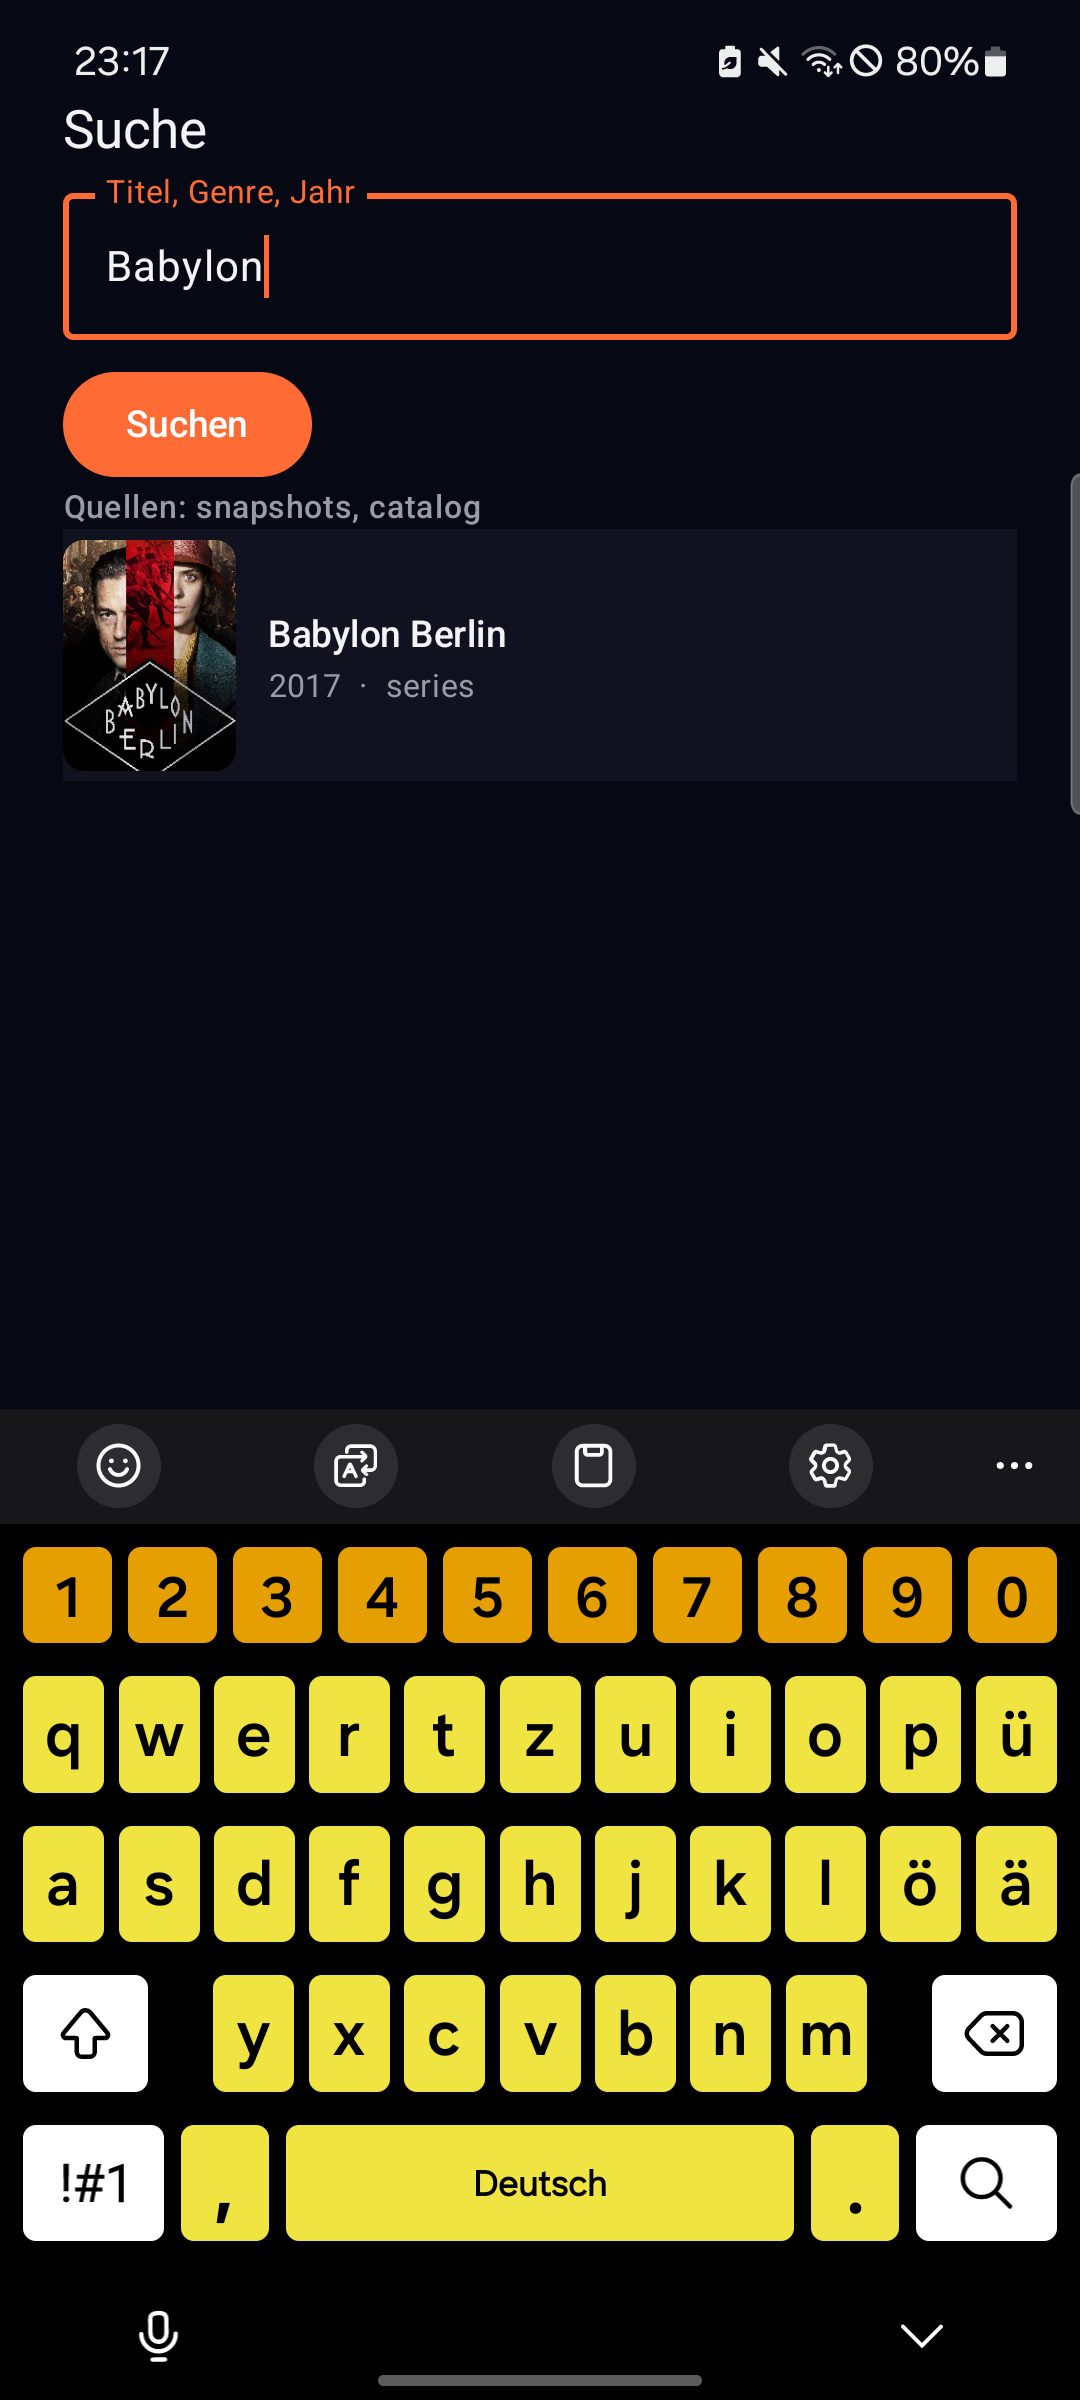 23:17 80%
Suche
Titel, Genre, Jahr
Babylon
Suchen
Quellen: snapshots, catalog
BABYLON
BERLIN
Babylon Berlin
2017 · series
1 2 3 4 5 6 7 8 9 0
q w e r t z u i o p ü
a s d f g h j k l ö ä
y x c v b n m
!#1 , Deutsch .